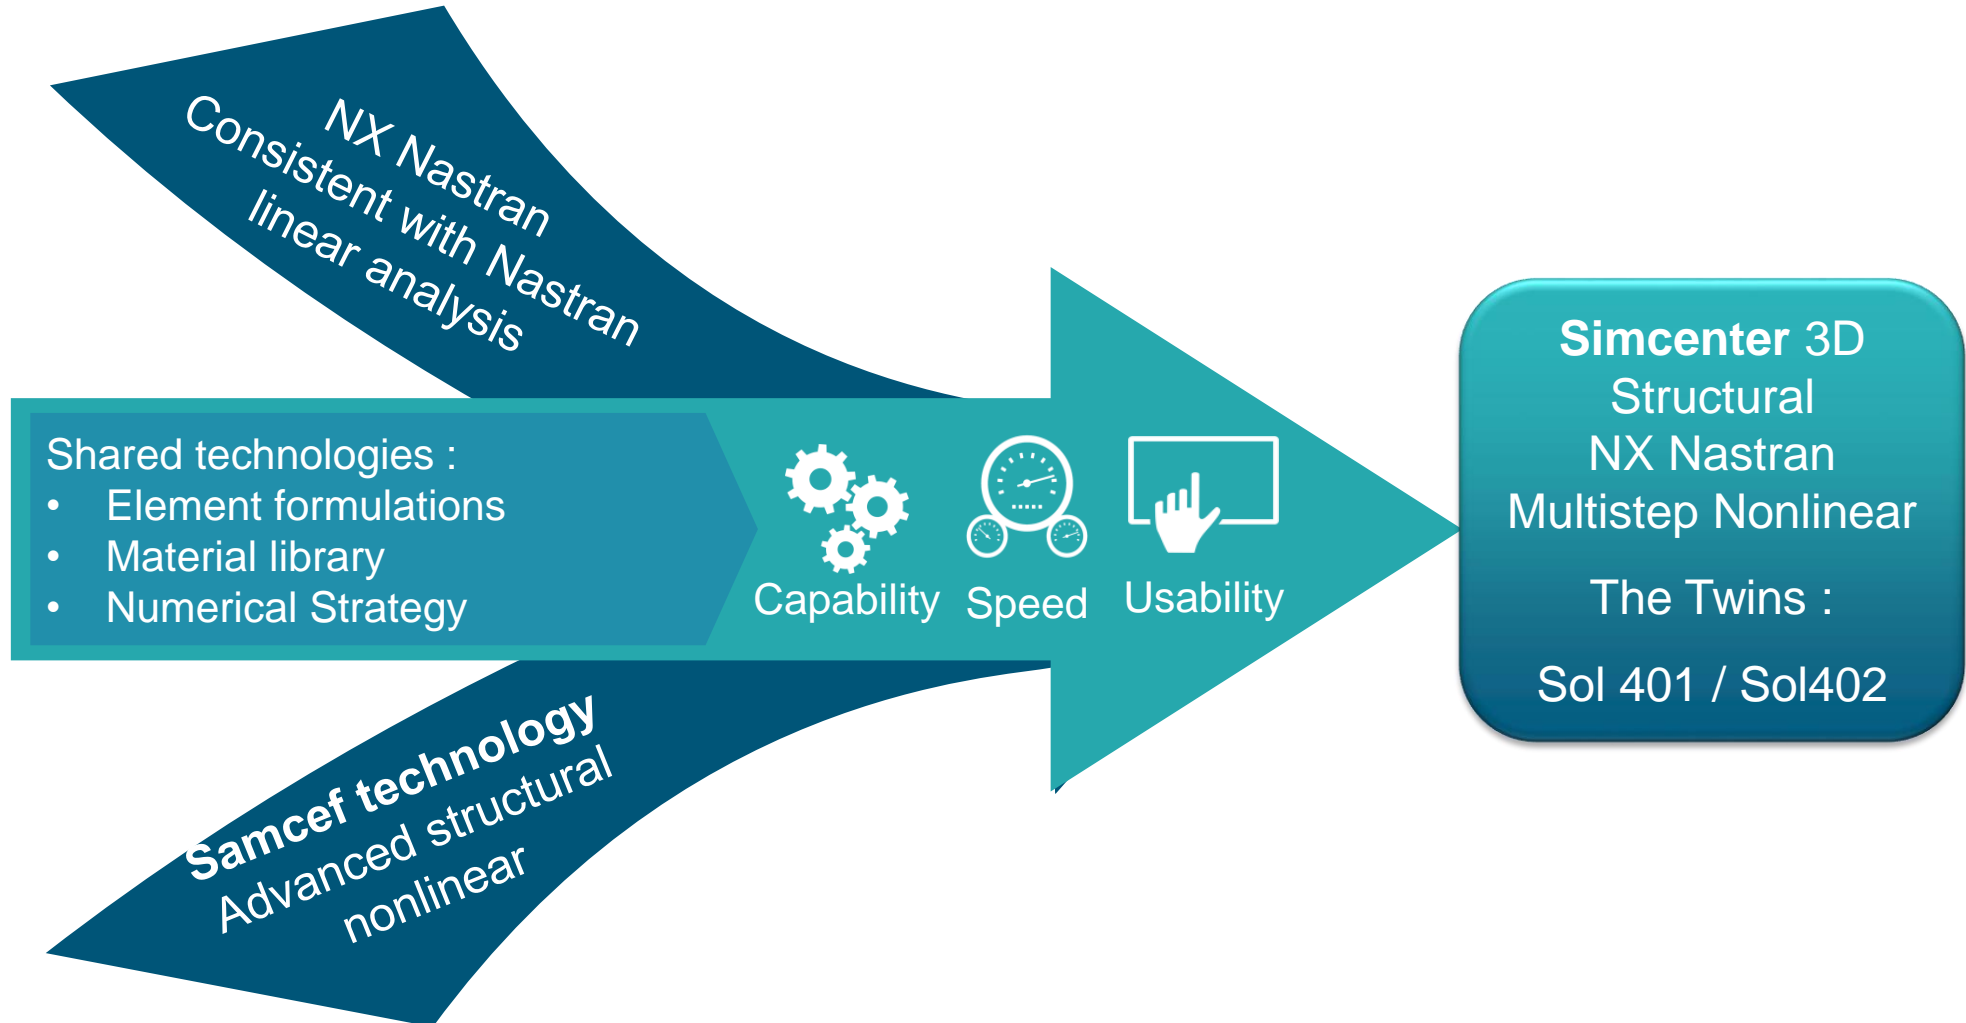 NX Nastran
Consistent with Nastran
linear analysis
Shared technologies :
• Element formulations
• Material library
• Numerical Strategy
Capability
Speed
Usability
Samcef technology
Advanced structural
nonlinear
Simcenter 3D
Structural
NX Nastran
Multistep Nonlinear
The Twins :
Sol 401 / Sol402